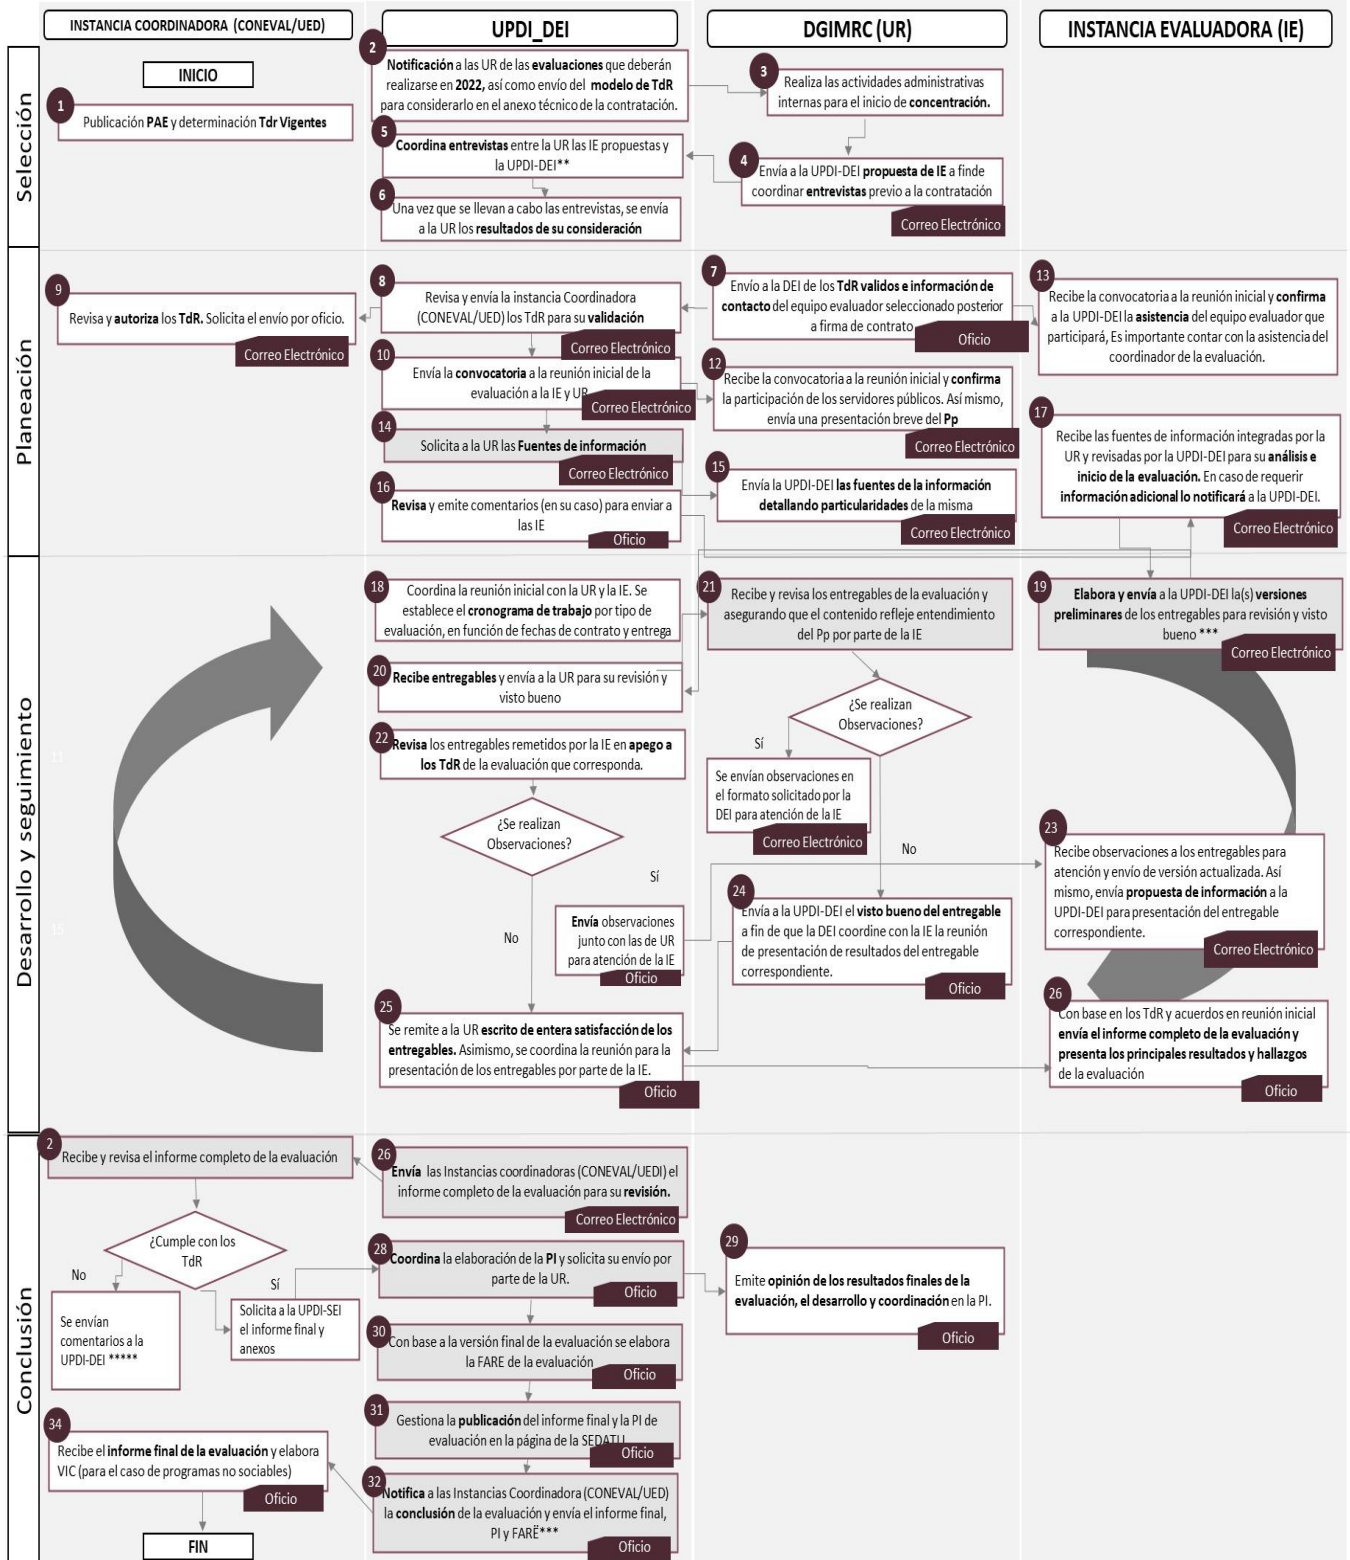 INSTANCIA COORDINADORA (CONEVAL/UED)
UPDI_DEI
DGIMRC (UR)
INSTANCIA EVALUADORA (IE)
Selección
INICIO
1
Publicación PAE y determinación Tdr Vigentes
2
Notificación a las UR de las evaluaciones que deberán
realizarse en 2022, así como envío del modelo de TdR
para considerarlo en el anexo técnico de la contratación.
3
Realiza las actividades administrativas
internas para el inicio de concentración.
4
Envía a la UPDI-DEI propuesta de IE a finde
coordinar entrevistas previo a la contratación
Correo Electrónico
5
Coordina entrevistas entre la UR las IE propuestas y
la UPDI-DEI**
6
Una vez que se llevan a cabo las entrevistas, se envía
a la UR los resultados de su consideración
Planeación
7
Envío a la DEI de los TdR validos e información de
contacto del equipo evaluador seleccionado posterior
a firma de contrato
Oficio
8
Revisa y envía la instancia Coordinadora
(CONEVAL/UED) los TdR para su validación
Correo Electrónico
9
Revisa y autoriza los TdR. Solicita el envío por oficio.
Correo Electrónico
10
Envía la convocatoria a la reunión inicial de la
evaluación a la IE y UR
Correo Electrónico
12
Recibe la convocatoria a la reunión inicial y confirma
la participación de los servidores públicos. Así mismo,
envía una presentación breve del Pp
Correo Electrónico
13
Recibe la convocatoria a la reunión inicial y confirma
a la UPDI-DEI la asistencia del equipo evaluador que
participará, Es importante contar con la asistencia del
coordinador de la evaluación.
14
Solicita a la UR las Fuentes de información
Correo Electrónico
15
Envía la UPDI-DEI las fuentes de la información
detallando particularidades de la misma
Correo Electrónico
16
Revisa y emite comentarios (en su caso) para enviar a
las IE
Oficio
17
Recibe las fuentes de información integradas por la
UR y revisadas por la UPDI-DEI para su análisis e
inicio de la evaluación. En caso de requerir
información adicional lo notificará a la UPDI-DEI.
Correo Electrónico
Desarrollo y seguimiento
11
15
18
Coordina la reunión inicial con la UR y la IE. Se
establece el cronograma de trabajo por tipo de
evaluación, en función de fechas de contrato y entrega
19
Elabora y envía a la UPDI-DEI la(s) versiones
preliminares de los entregables para revisión y visto
bueno ***
Correo Electrónico
20
Recibe entregables y envía a la UR para su revisión y
visto bueno
21
Recibe y revisa los entregables de la evaluación y
asegurando que el contenido refleje entendimiento
del Pp por parte de la IE
¿Se realizan
Observaciones?
Sí
Se envían observaciones en
el formato solicitado por la
DEI para atención de la IE
Correo Electrónico
No
22
Revisa los entregables remetidos por la IE en apego a
los TdR de la evaluación que corresponda.
¿Se realizan
Observaciones?
Sí
Envía observaciones
junto con las de UR
para atención de la IE
Oficio
No
23
Recibe observaciones a los entregables para
atención y envío de versión actualizada. Así
mismo, envía propuesta de información a la
UPDI-DEI para presentación del entregable
correspondiente.
Correo Electrónico
24
Envía a la UPDI-DEI el visto bueno del entregable
a fin de que la DEI coordine con la IE la reunión
de presentación de resultados del entregable
correspondiente.
Oficio
25
Se remite a la UR escrito de entera satisfacción de los
entregables. Asimismo, se coordina la reunión para la
presentación de los entregables por parte de la IE.
Oficio
26
Con base en los TdR y acuerdos en reunión inicial
envía el informe completo de la evaluación y
presenta los principales resultados y hallazgos
de la evaluación
Oficio
Conclusión
2
Recibe y revisa el informe completo de la evaluación
26
Envía las Instancias coordinadoras (CONEVAL/UEDI) el
informe completo de la evaluación para su revisión.
Correo Electrónico
¿Cumple con los
TdR
No
Se envían
comentarios a la
UPDI-DEI *****
Sí
Solicita a la UPDI-SEI
el informe final y
anexos
28
Coordina la elaboración de la PI y solicita su envío por
parte de la UR.
Oficio
29
Emite opinión de los resultados finales de la
evaluación, el desarrollo y coordinación en la PI.
Oficio
30
Con base a la versión final de la evaluación se elabora
la FARE de la evaluación
Oficio
31
Gestiona la publicación del informe final y la PI de
evaluación en la página de la SEDATU
Oficio
32
Notifica a las Instancias Coordinadora (CONEVAL/UED)
la conclusión de la evaluación y envía el informe final,
PI y FARË***
34
Recibe el informe final de la evaluación y elabora
VIC (para el caso de programas no sociables)
Oficio
FIN